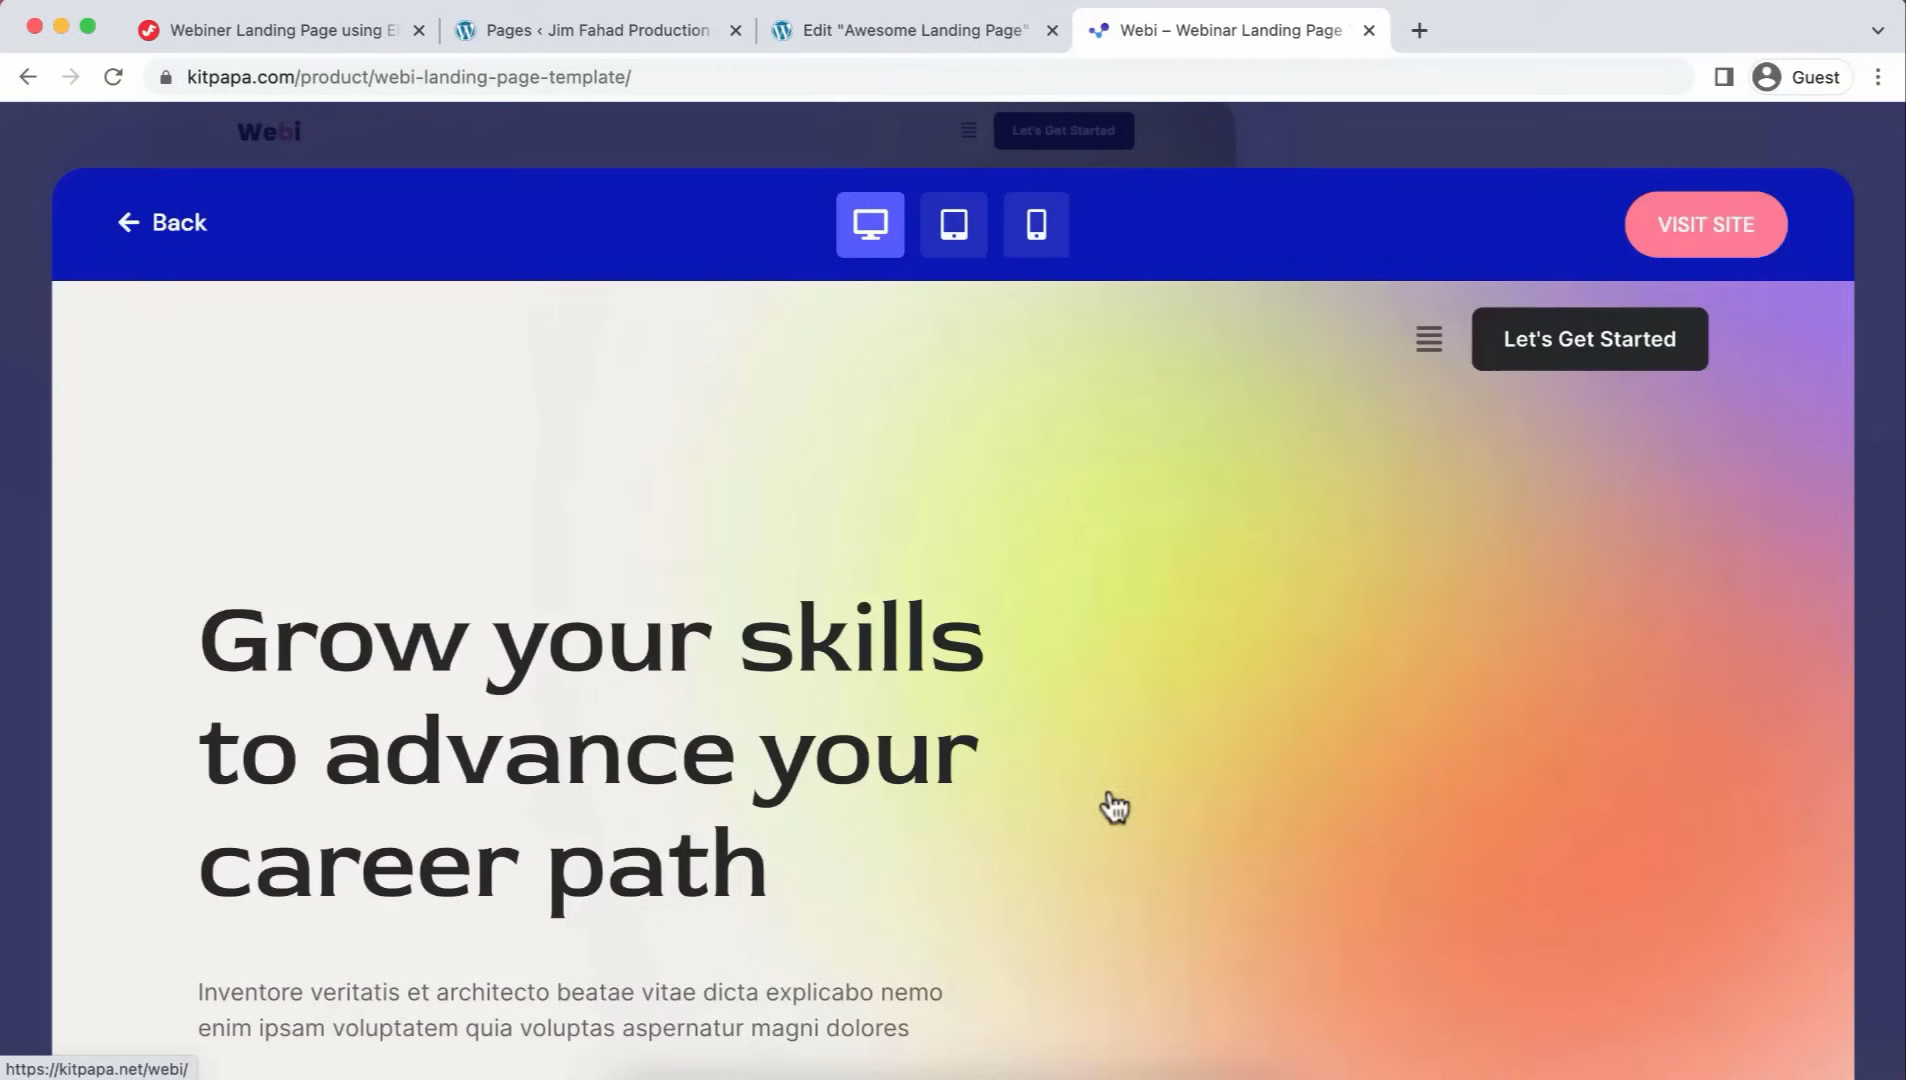 Webiner Landing Page using El
Pages ‹ Jim Fahad Production
Edit "Awesome Landing Page"
Webi – Webinar Landing Page
kitpapa.com/product/webi-landing-page-template/
Guest
Webi
Let's Get Started
Back
VISIT SITE
Let's Get Started
Grow your skills
to advance your
career path
Inventore veritatis et architecto beatae vitae dicta explicabo nemo
enim ipsam voluptatem quia voluptas aspernatur magni dolores
https://kitpapa.net/webi/